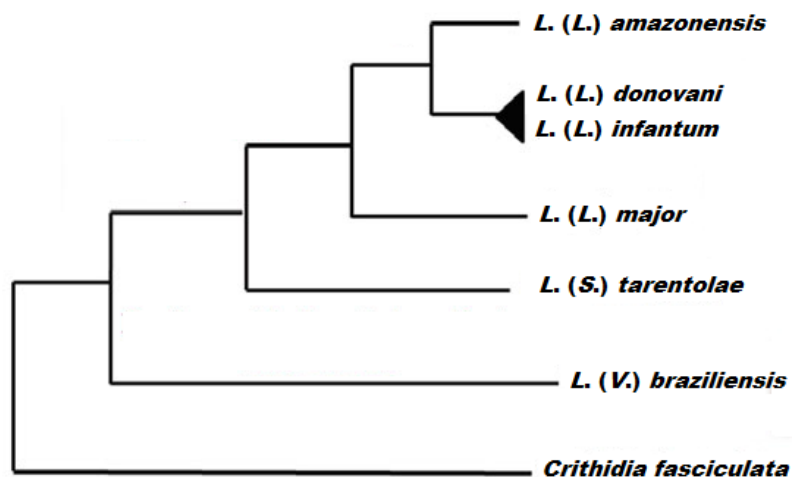 L. (L.) amazonensis
L. (L.) donovani
L. (L.) infantum
L. (L.) major
L. (S.) tarentolae
L. (V.) braziliensis
Crithidia fasciculata